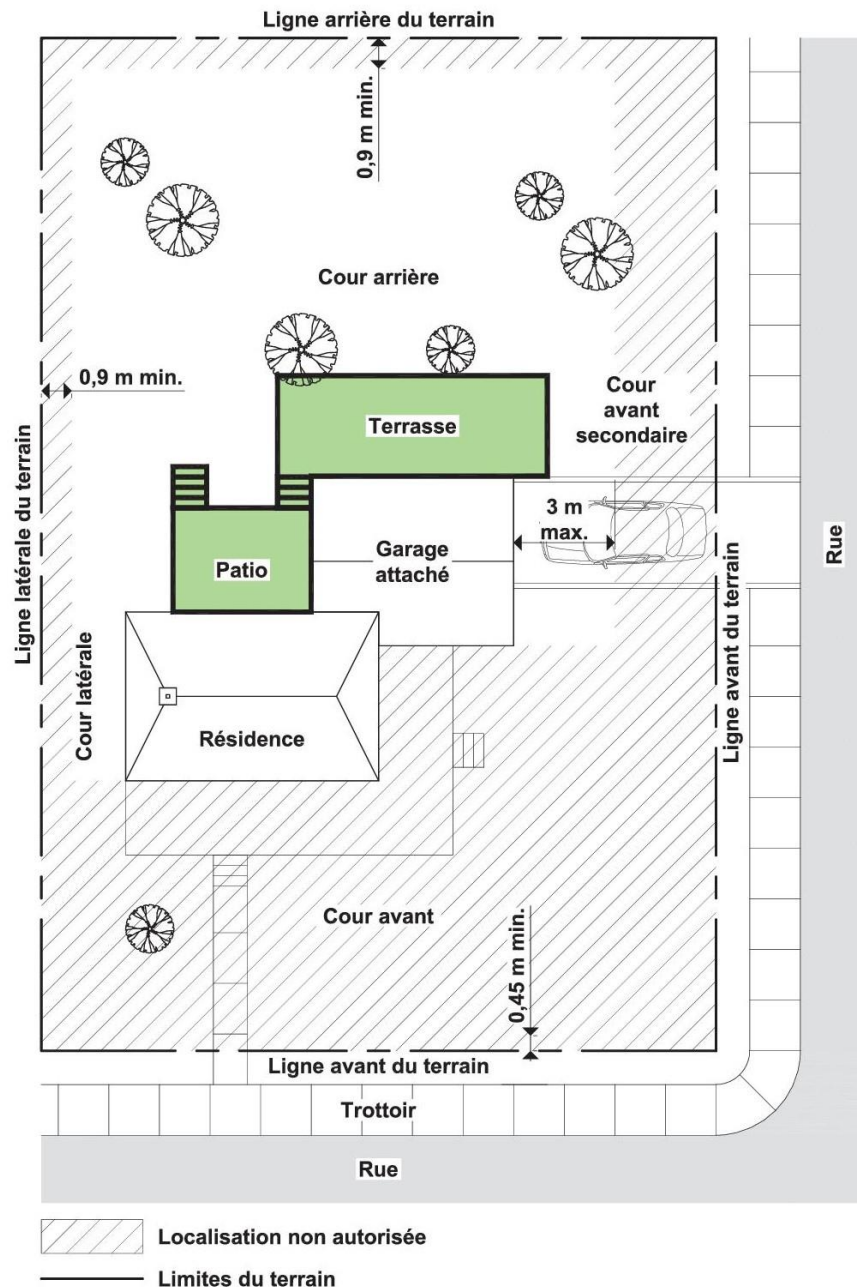 Ligne arrière du terrain
0,9 m min.
Cour arrière
0,9 m min.
Cour
avant
secondaire
Terrasse
3 m
max.
Garage
attaché
Patio
Ligne latérale du terrain
Cour latérale
Résidence
Ligne avant du terrain
Rue
Cour avant
0,45 m min.
Ligne avant du terrain
Trottoir
Rue
Localisation non autorisée
Limites du terrain